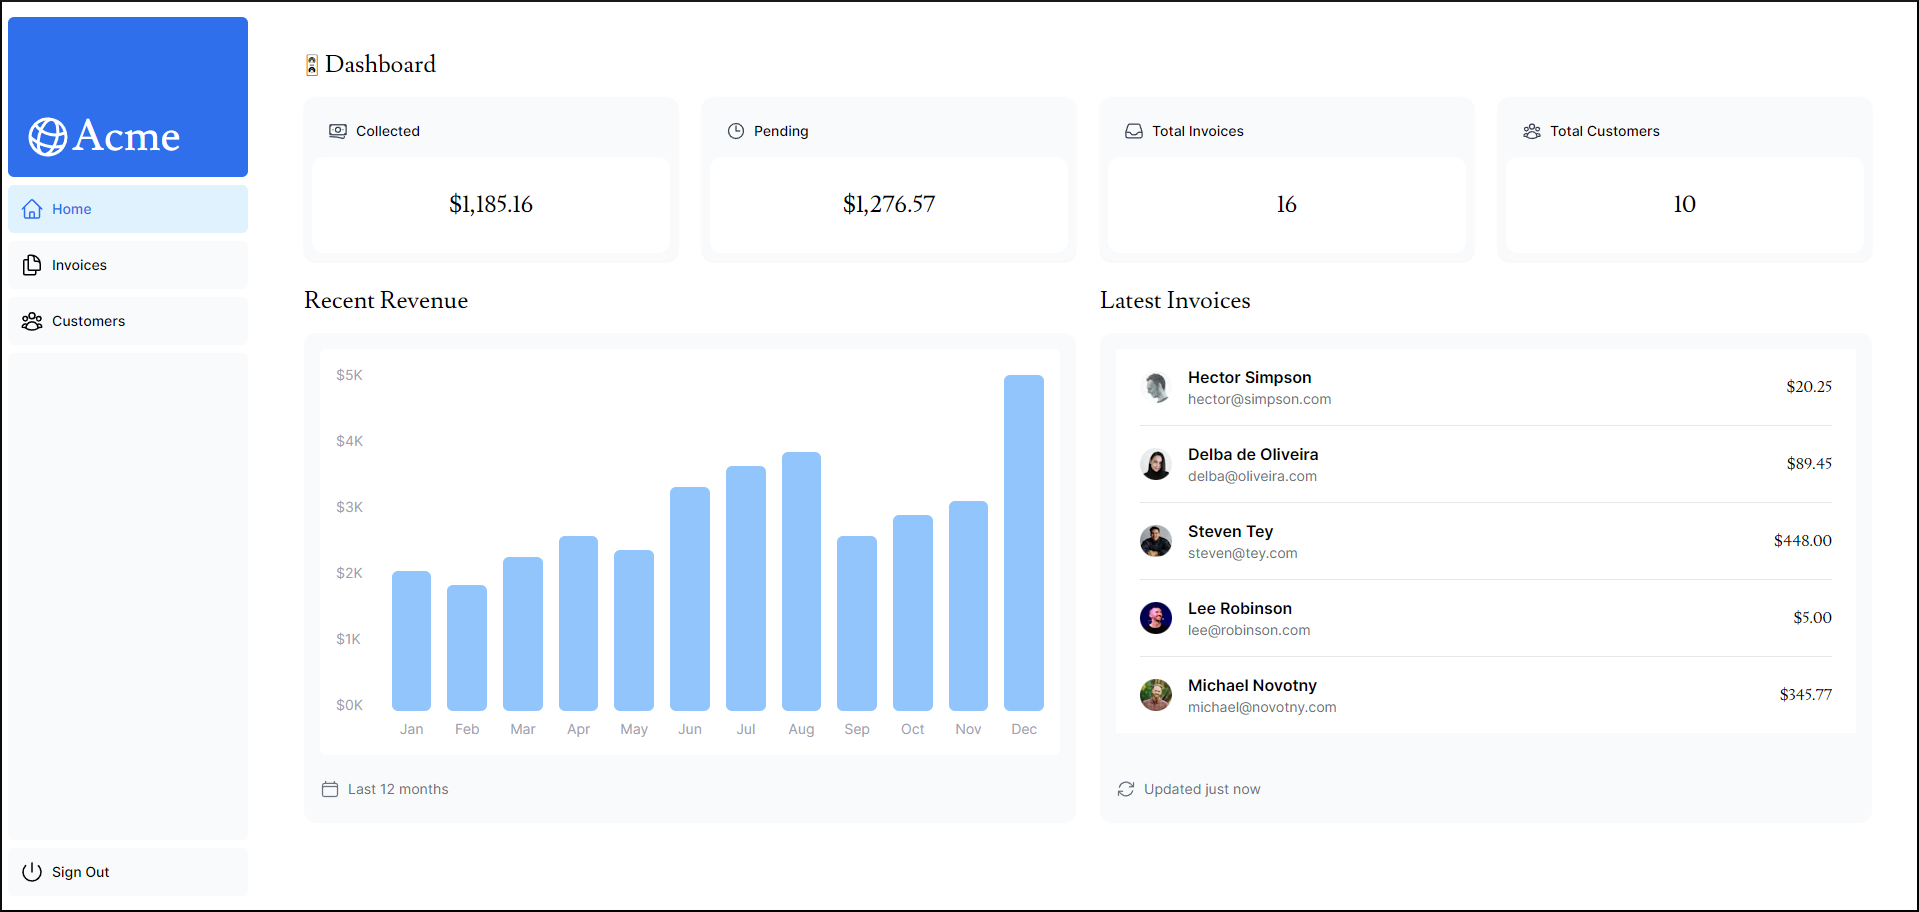 Acme
Home
Invoices
Customers
Sign Out
Dashboard
Collected
$1,185.16
Pending
$1,276.57
Total Invoices
16
Total Customers
10
Recent Revenue
$5K
$4K
$3K
$2K
$1K
$0K
Jan Feb Mar Apr May Jun Jul Aug Sep Oct Nov Dec
Last 12 months
Latest Invoices
Hector Simpson
hector@simpson.com
$20.25
Delba de Oliveira
delba@oliveira.com
$89.45
Steven Tey
steven@tey.com
$448.00
Lee Robinson
lee@robinson.com
$5.00
Michael Novotny
michael@novotny.com
$345.77
Updated just now